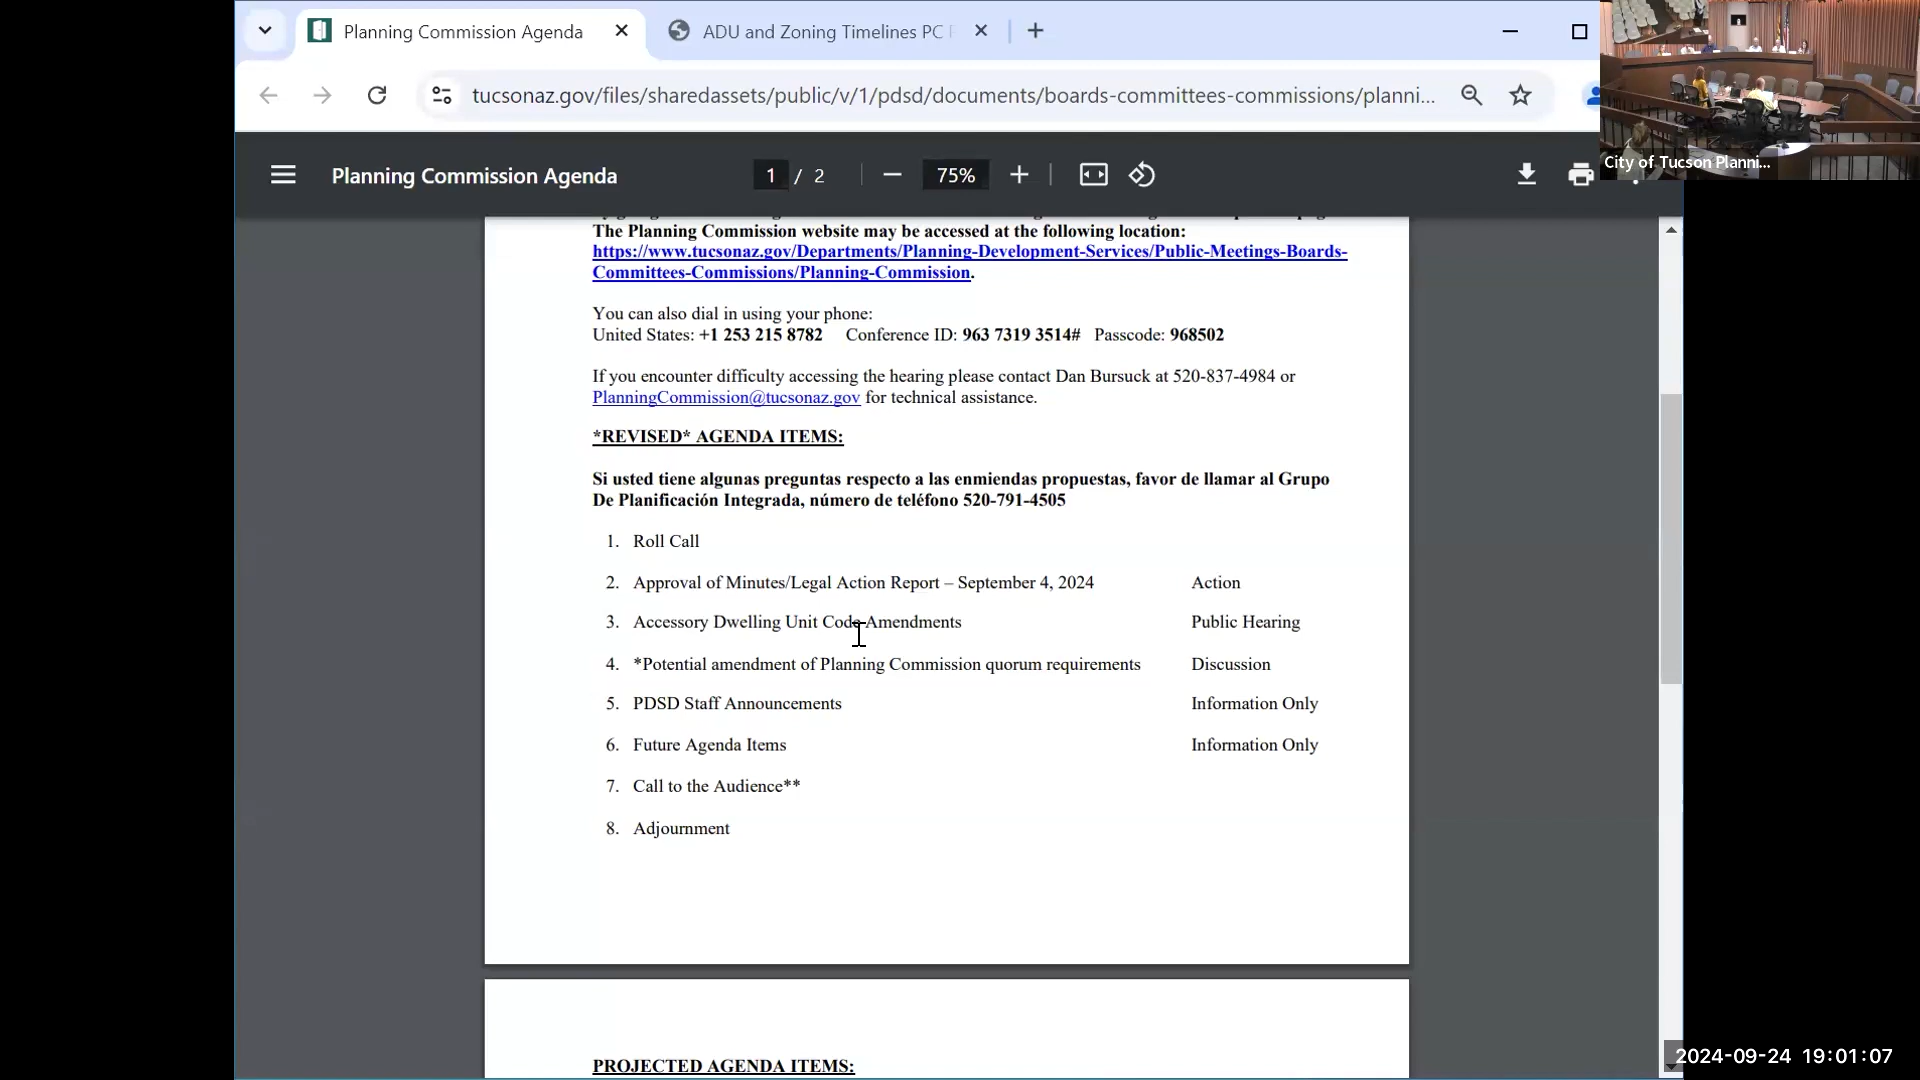 Planning Commission Agenda
ADU and Zoning Timelines PC
tucsonaz.gov/files/sharedassets/public/v/1/pdsd/documents/boards-committees-commissions/planni...
City of Tucson Planni...
Planning Commission Agenda
1 / 2
75%
The Planning Commission website may be accessed at the following location:
https://www.tucsonaz.gov/Departments/Planning-Development-Services/Public-Meetings-Boards-
Committees-Commissions/Planning-Commission.
You can also dial in using your phone:
United States: +1 253 215 8782 Conference ID: 963 7319 3514# Passcode: 968502
If you encounter difficulty accessing the hearing please contact Dan Bursuck at 520-837-4984 or
PlanningCommission@tucsonaz.gov for technical assistance.
*REVISED* AGENDA ITEMS:
Si usted tiene algunas preguntas respecto a las enmiendas propuestas, favor de llamar al Grupo
De Planificación Integrada, número de teléfono 520-791-4505
1. Roll Call
2. Approval of Minutes/Legal Action Report – September 4, 2024 Action
3. Accessory Dwelling Unit Code Amendments Public Hearing
4. *Potential amendment of Planning Commission quorum requirements Discussion
5. PDSD Staff Announcements Information Only
6. Future Agenda Items Information Only
7. Call to the Audience**
8. Adjournment
PROJECTED AGENDA ITEMS:
2024-09-24 19:01:07